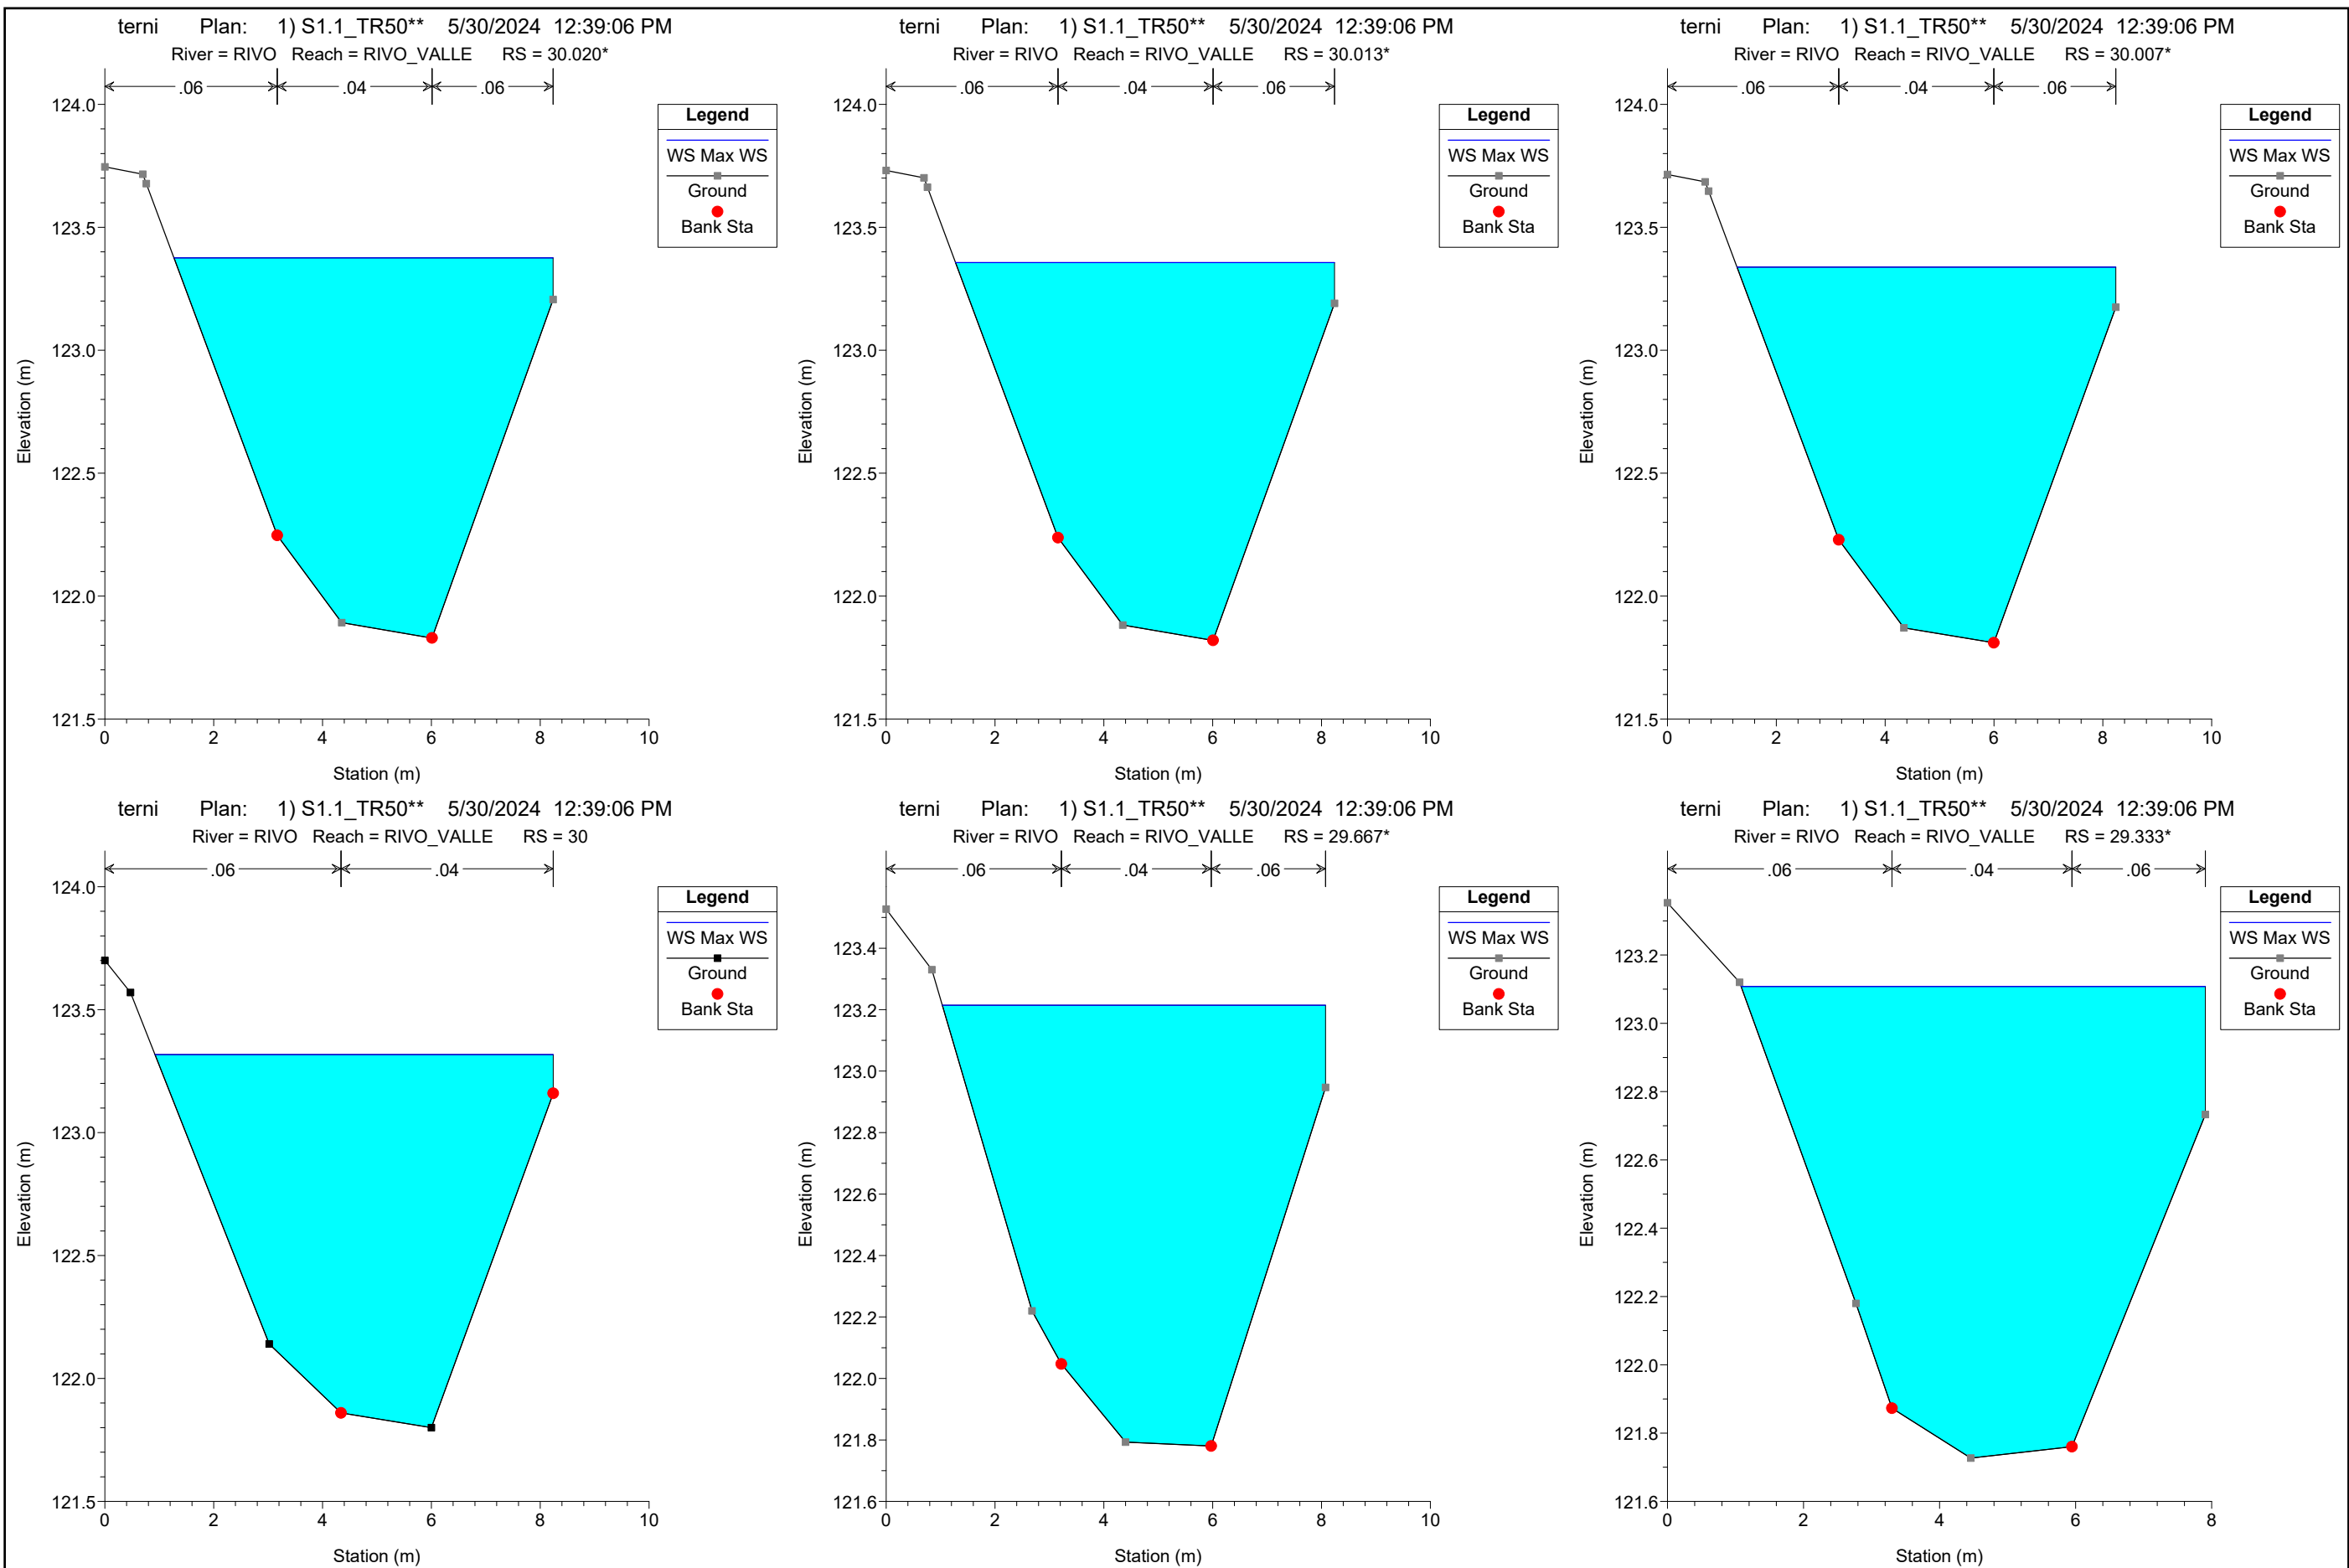 terni Plan: 1) S1.1_TR50** 5/30/2024 12:39:06 PM
River = RIVO Reach = RIVO_VALLE RS = 30.020*
.06 .04 .06
124.0
123.5
123.0
122.5
122.0
121.5
0 2 4 6 8 10
Station (m)
Elevation (m)
Legend
WS Max WS
Ground
Bank Sta
terni Plan: 1) S1.1_TR50** 5/30/2024 12:39:06 PM
River = RIVO Reach = RIVO_VALLE RS = 30.013*
.06 .04 .06
124.0
123.5
123.0
122.5
122.0
121.5
0 2 4 6 8 10
Station (m)
Elevation (m)
Legend
WS Max WS
Ground
Bank Sta
terni Plan: 1) S1.1_TR50** 5/30/2024 12:39:06 PM
River = RIVO Reach = RIVO_VALLE RS = 30.007*
.06 .04 .06
124.0
123.5
123.0
122.5
122.0
121.5
0 2 4 6 8 10
Station (m)
Elevation (m)
Legend
WS Max WS
Ground
Bank Sta
terni Plan: 1) S1.1_TR50** 5/30/2024 12:39:06 PM
River = RIVO Reach = RIVO_VALLE RS = 30
.06 .04
124.0
123.5
123.0
122.5
122.0
121.5
0 2 4 6 8 10
Station (m)
Elevation (m)
Legend
WS Max WS
Ground
Bank Sta
terni Plan: 1) S1.1_TR50** 5/30/2024 12:39:06 PM
River = RIVO Reach = RIVO_VALLE RS = 29.667*
.06 .04 .06
123.4
123.2
123.0
122.8
122.6
122.4
122.2
122.0
121.8
121.6
0 2 4 6 8 10
Station (m)
Elevation (m)
Legend
WS Max WS
Ground
Bank Sta
terni Plan: 1) S1.1_TR50** 5/30/2024 12:39:06 PM
River = RIVO Reach = RIVO_VALLE RS = 29.333*
.06 .04 .06
123.2
123.0
122.8
122.6
122.4
122.2
122.0
121.8
121.6
0 2 4 6 8
Station (m)
Elevation (m)
Legend
WS Max WS
Ground
Bank Sta